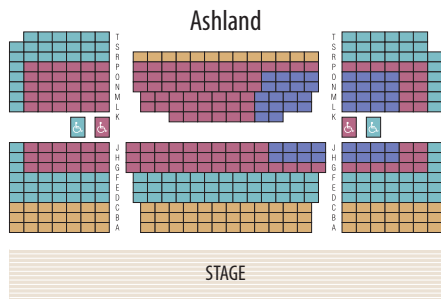 Ashland
T T
S S
R R
P P
O O
N N
M M
L L
K K
J J
H H
G G
F F
E E
D D
C C
B B
A A
STAGE